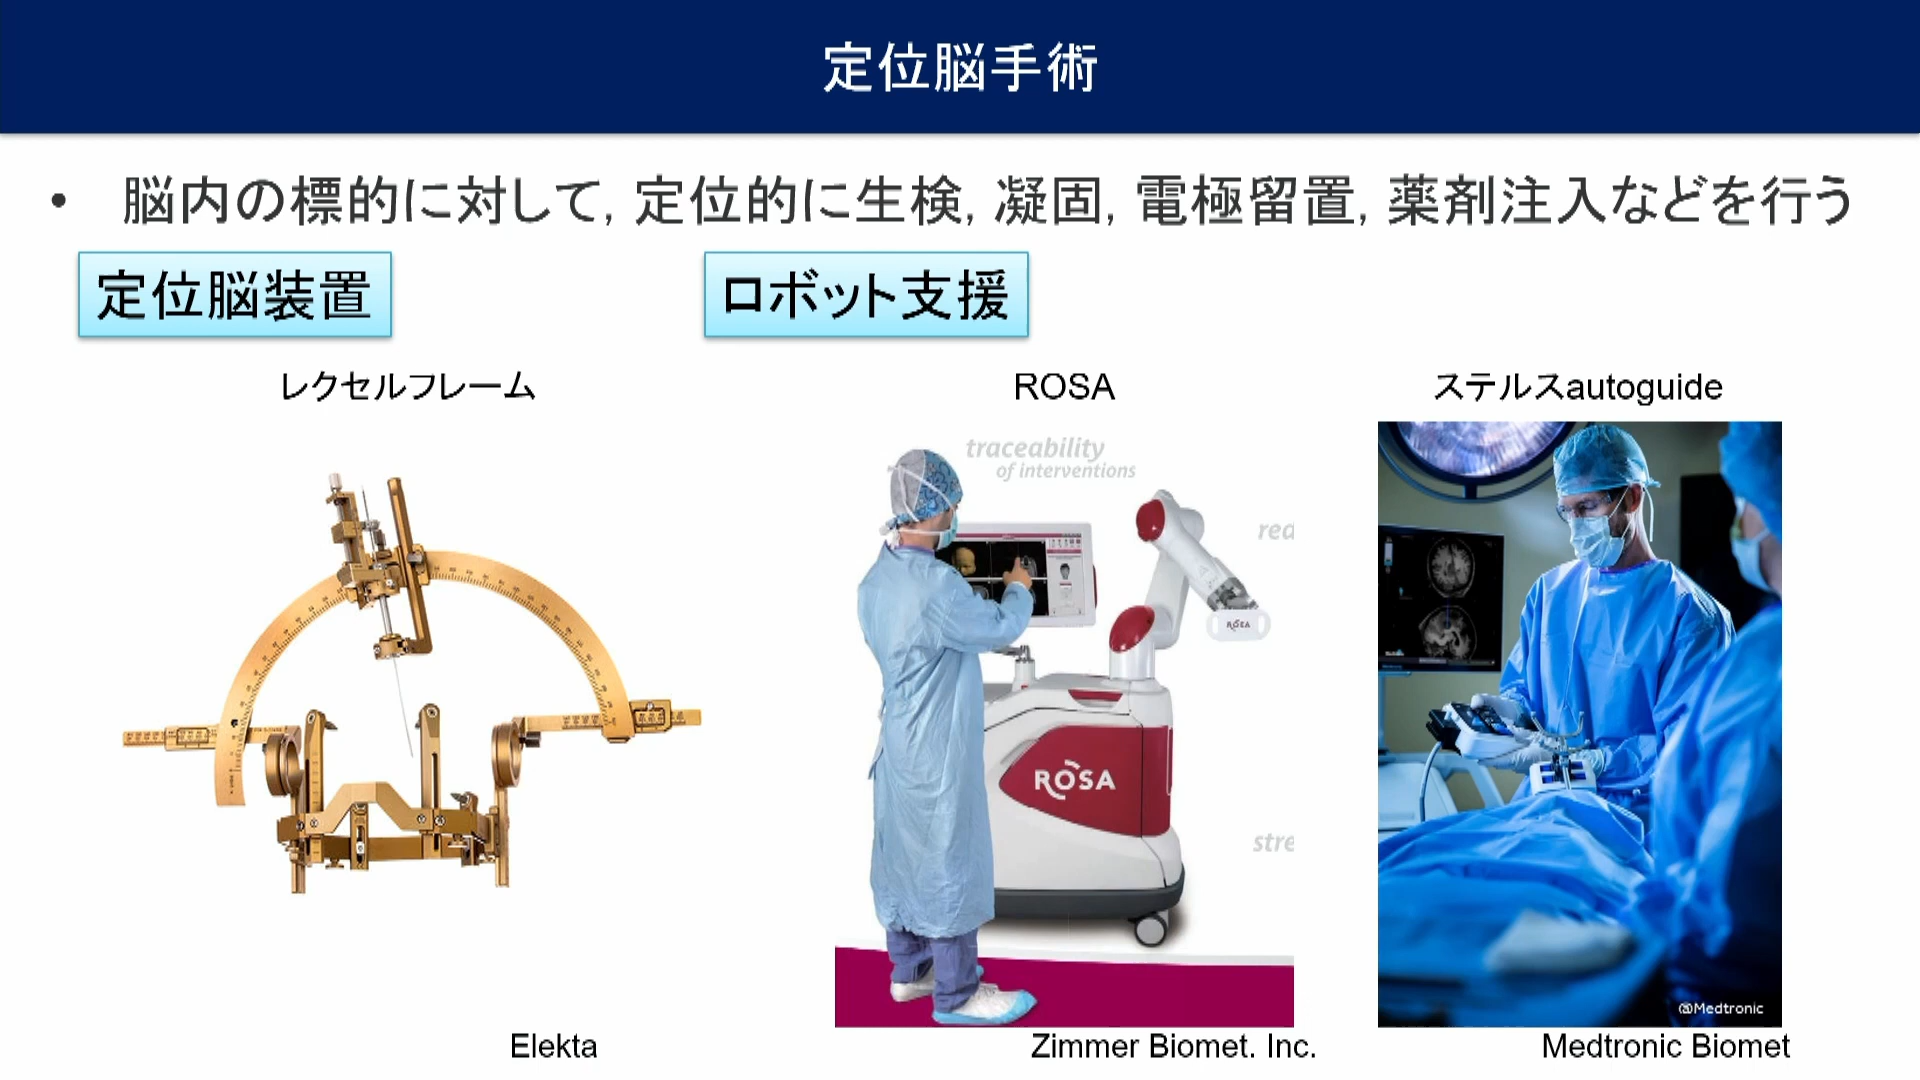 定位脳手術
• 脳内の標的に対して, 定位的に生検, 凝固, 電極留置, 薬剤注入などを行う
定位脳装置
ロボット支援
レクセルフレーム
ROSA
ステルスautoguide
traceability
of interventions
red
ROSA
ROSA
stre
@Medtronic
Elekta
Zimmer Biomet. Inc.
Medtronic Biomet